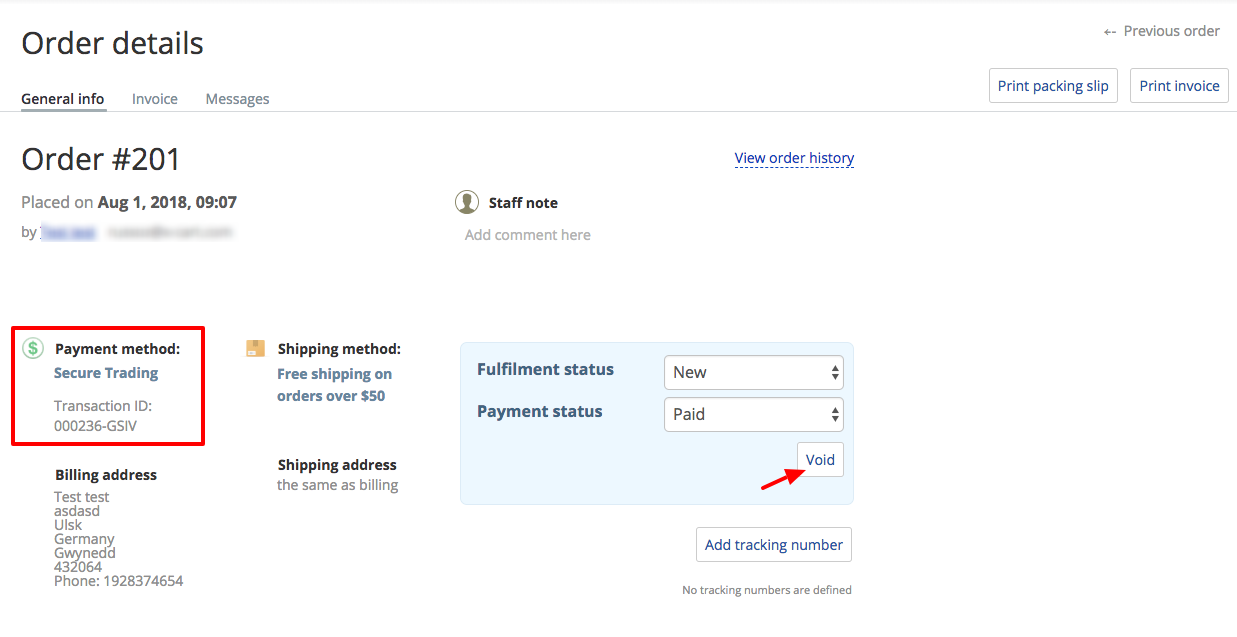 ← Previous order
Order details
Print packing slip
Print invoice
General info
Invoice
Messages
Order #201
View order history
Placed on Aug 1, 2018, 09:07
by
Staff note
Add comment here
$
Payment method:
Secure Trading
Transaction ID:
000236-GSIV
Shipping method:
Free shipping on
orders over $50
Fulfilment status
New
Payment status
Paid
Void
Billing address
Test test
asdasd
Ulsk
Germany
Gwynedd
432064
Phone: 1928374654
Shipping address
the same as billing
Add tracking number
No tracking numbers are defined